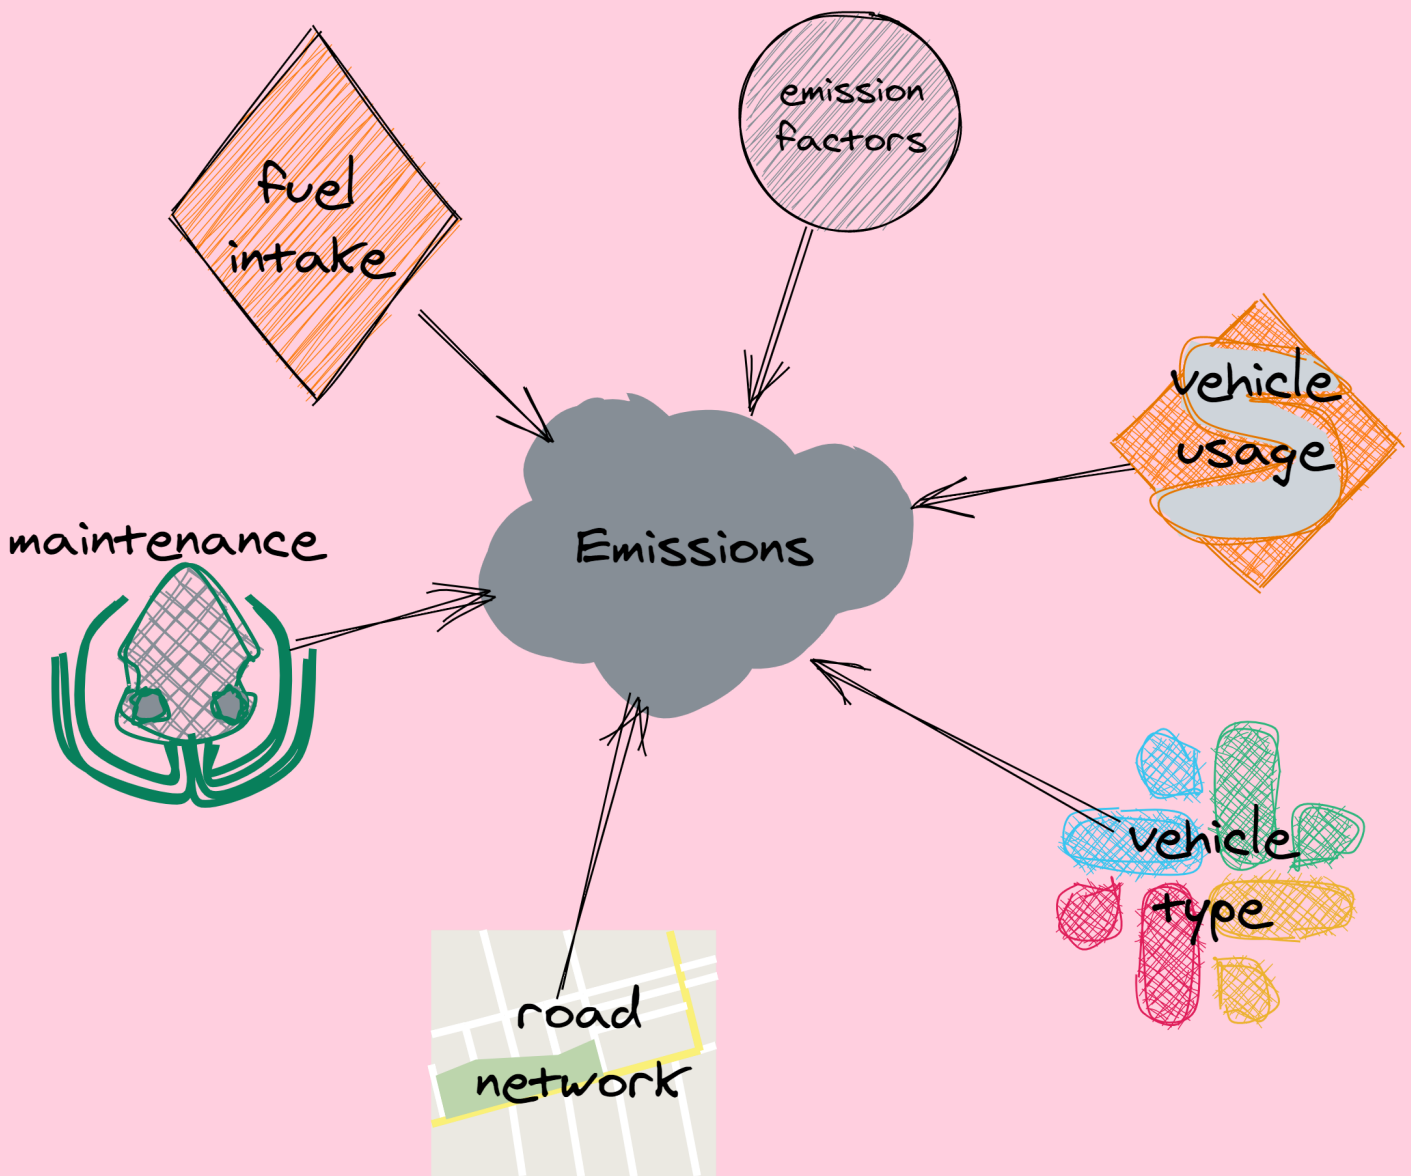 emission
factors
fuel
intake
vehicle
usage
maintenance
Emissions
vehicle
type
road
network